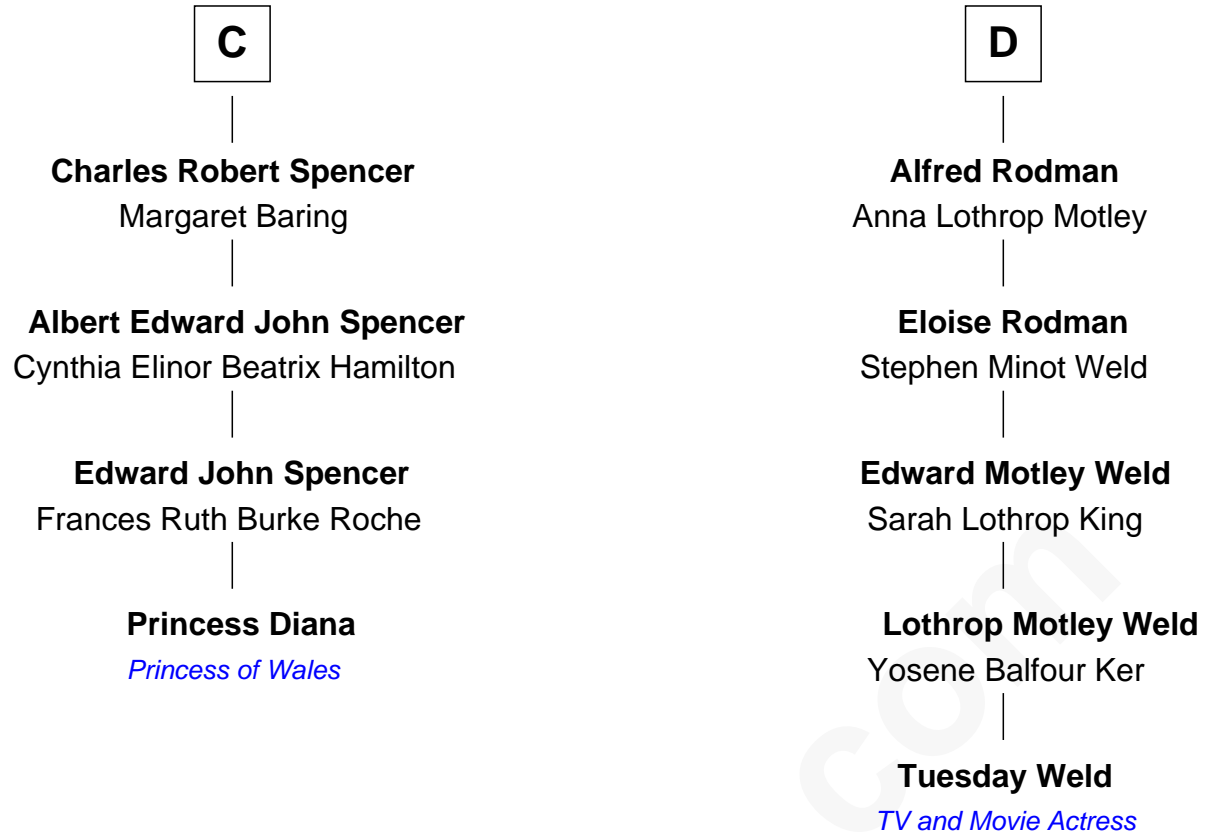 C
Charles Robert Spencer
Margaret Baring
Albert Edward John Spencer
Cynthia Elinor Beatrix Hamilton
Edward John Spencer
Frances Ruth Burke Roche
Princess Diana
Princess of Wales
D
Alfred Rodman
Anna Lothrop Motley
Eloise Rodman
Stephen Minot Weld
Edward Motley Weld
Sarah Lothrop King
Lothrop Motley Weld
Yosene Balfour Ker
Tuesday Weld
TV and Movie Actress
com